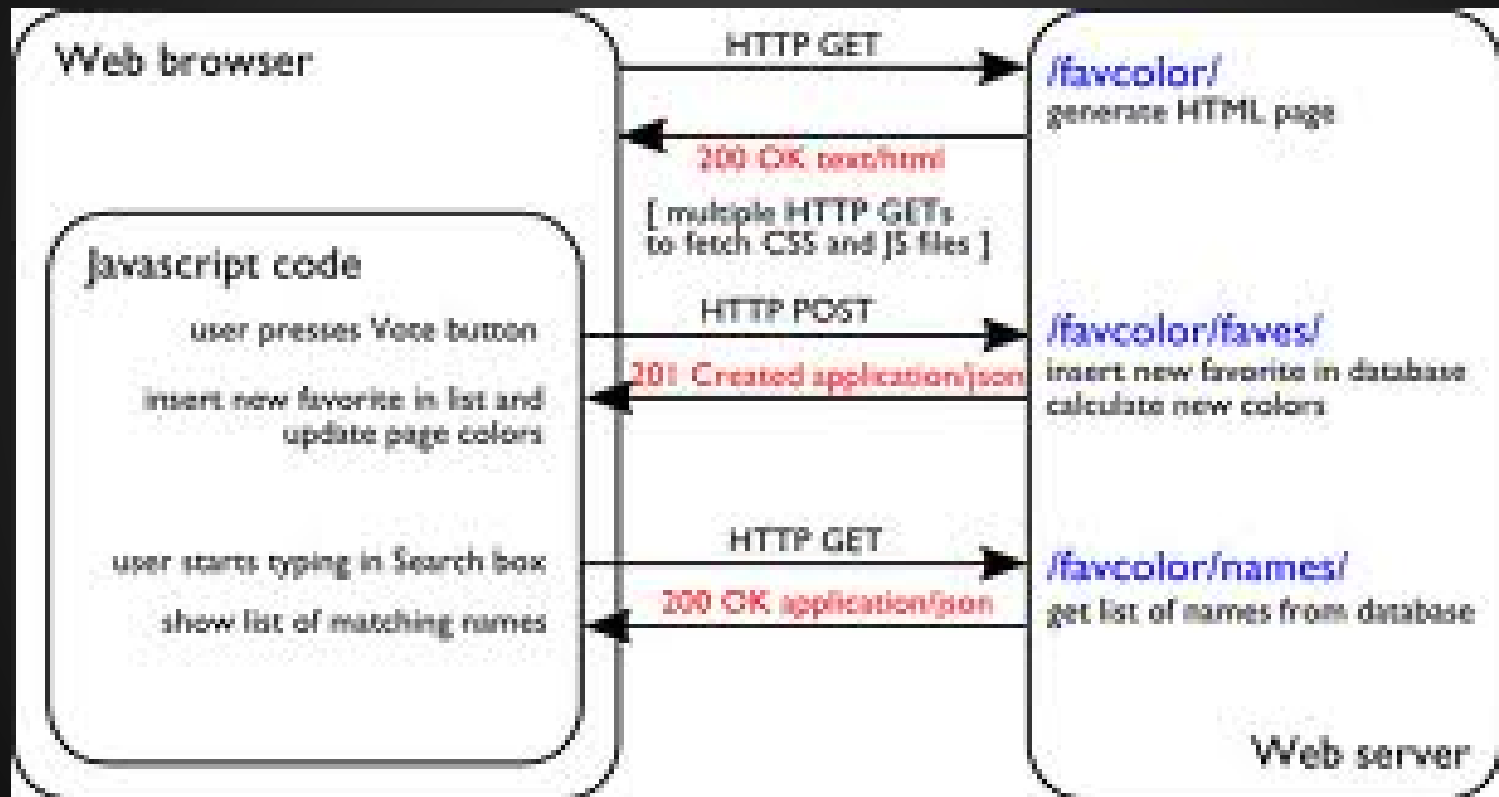 Web browser
HTTP GET
/favcolor/
generate HTML page
200 OK text/html
[ multiple HTTP GETs
to fetch CSS and JS files ]
Javascript code
user presses Vote button
HTTP POST
/favcolor/faves/
201 Created application/json
insert new favorite in database
calculate new colors
insert new favorite in list and
update page colors
user starts typing in Search box
HTTP GET
/favcolor/names/
200 OK application/json
get list of names from database
show list of matching names
Web server